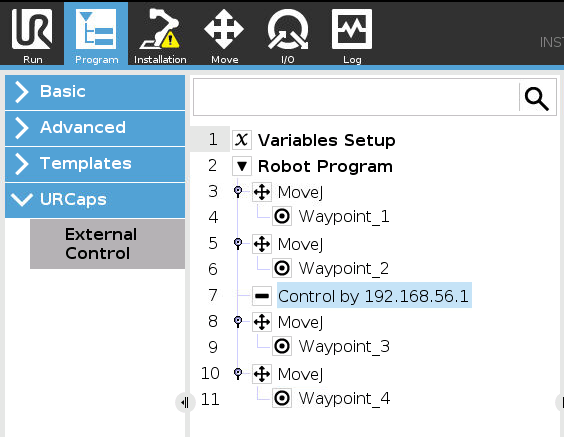 UR
Run
Program
Installation
Move
I/O
Log
INST
Basic
Advanced
Templates
URCaps
External
Control
1 X Variables Setup
2 Robot Program
3 MoveJ
4 Waypoint_1
5 MoveJ
6 Waypoint_2
7 Control by 192.168.56.1
8 MoveJ
9 Waypoint_3
10 MoveJ
11 Waypoint_4